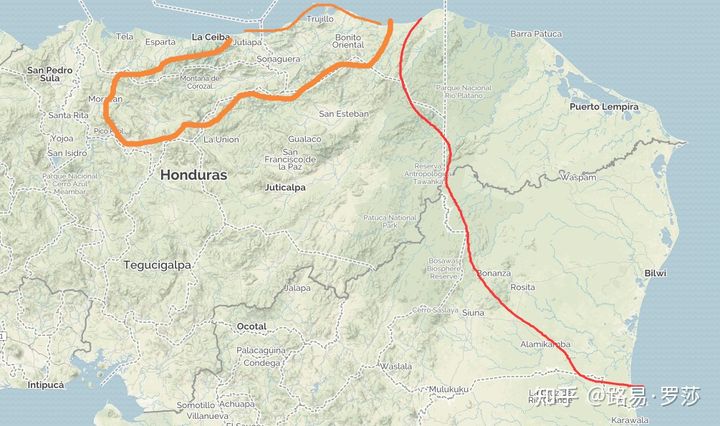 Trujillo
Tela
La Ceiba
Esparta
Jutiapa
Bonito
Oriental
Barra Patuca
Sonaguera
San Pedro
Sula
Montaña de
Corozal
Parque Nacional
Río Plátano
Puerto Lempira
Santa Rita
San Esteban
Yojoa
La Union
Gualaco
San Isidro
San
Francisco de
la Paz
Reserva
Antropológica
Tawahka
Waspam
Honduras
Parque
Nacional
Cerro Azul
Meambar
Juticalpa
Patuca National
Park
Tegucigalpa
Bosawas
Biosphere
Reserve
Bonanza
Bilwi
Jalapa
Rosita
Cerro Saslaya
Siuna
Ocotal
Alamikamba
Palacaguina
Condega
Waslala
Intipucá
Mulukuku
Somotillo
Achuapa
Villanueva
La Cruz de
知乎 @路易·罗莎
Karawala